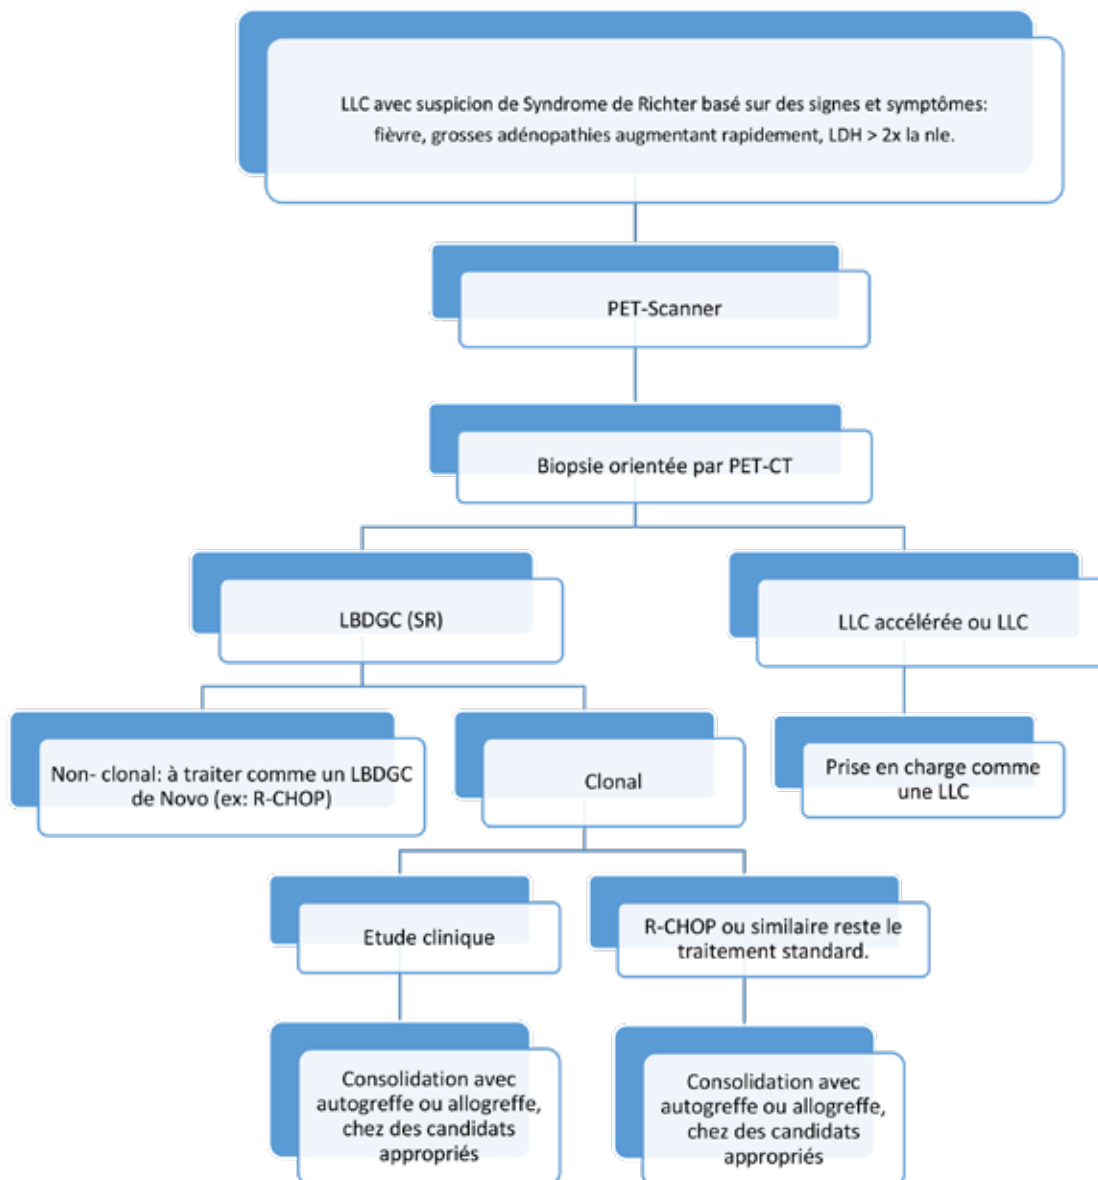 LLC avec suspicion de Syndrome de Richter basé sur des signes et symptômes:
fièvre, grosses adénopathies augmentant rapidement, LDH > 2x la nle.
PET-Scanner
Biopsie orientée par PET-CT
LBDGC (SR)
LLC accélérée ou LLC
Non- clonal: à traiter comme un LBDGC
de Novo (ex: R-CHOP)
Clonal
Prise en charge comme
une LLC
Etude clinique
R-CHOP ou similaire reste le
traitement standard.
Consolidation avec
autogreffe ou allogreffe,
chez des candidats
appropriés
Consolidation avec
autogreffe ou allogreffe,
chez des candidats
appropriés